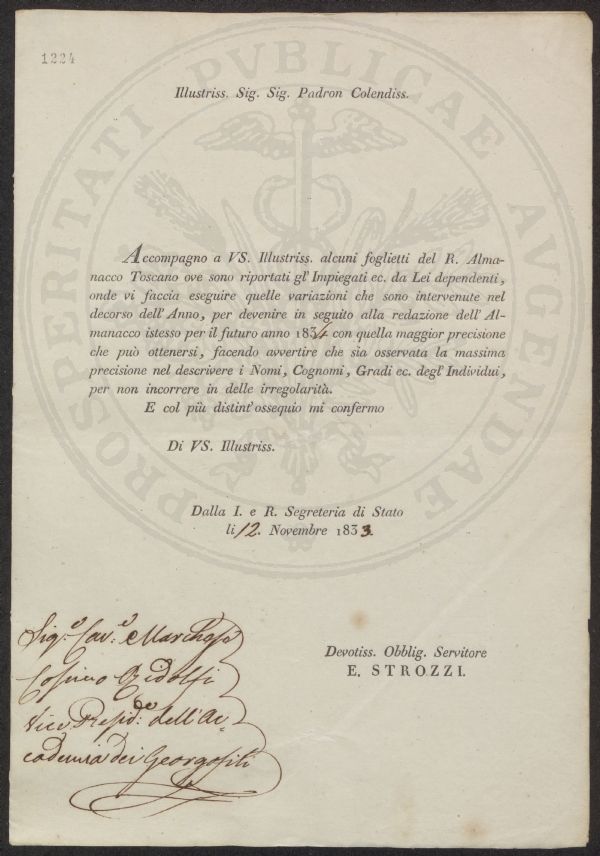 1224
PROSPERITATI PVBLICAE AVGENDAE
Illustriss. Sig. Sig. Padron Colendiss.
Accompagno a VS. Illustriss. alcuni foglietti del R. Alma-
nacco Toscano ove sono riportati gl' Impiegati ec. da Lei dependenti,
onde vi faccia eseguire quelle variazioni che sono intervenute nel
decorso dell' Anno, per devenire in seguito alla redazione dell' Al-
manacco istesso per il futuro anno 1834 con quella maggior precisione
che può ottenersi, facendo avvertire che sia osservata la massima
precisione nel descrivere i Nomi, Cognomi, Gradi ec. degl' Individui,
per non incorrere in delle irregolarità.
E col più distint' ossequio mi confermo
Di VS. Illustriss.
Dalla I. e R. Segreteria di Stato
li 12. Novembre 1833.
Devotiss. Obblig. Servitore
E. STROZZI.
Sig.e Cav.e Marchese
Cosimo Ridolfi
Vice Presid.e dell' Ac-
cademia dei Georgofili